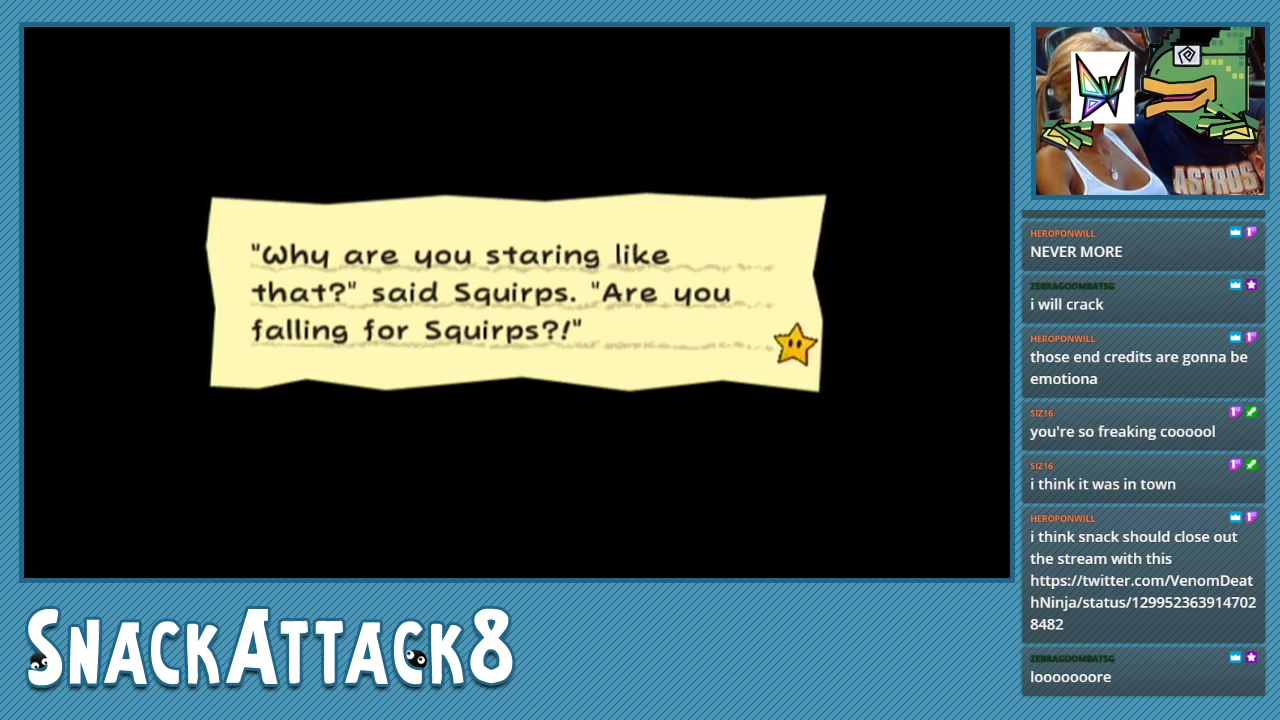 "Why are you staring like
that?" said Squirps. "Are you
falling for Squirps?!"
SNACKATTACK8
ASTROS
HEROPONWILL
NEVER MORE
ZEBRAGOOMBATSG
i will crack
HEROPONWILL
those end credits are gonna be
emotiona
SIZ16
you're so freaking coooool
SIZ16
i think it was in town
HEROPONWILL
i think snack should close out
the stream with this
https://twitter.com/VenomDeat
hNinja/status/129952363914702
8482
ZEBRAGOOMBATSG
looooooore